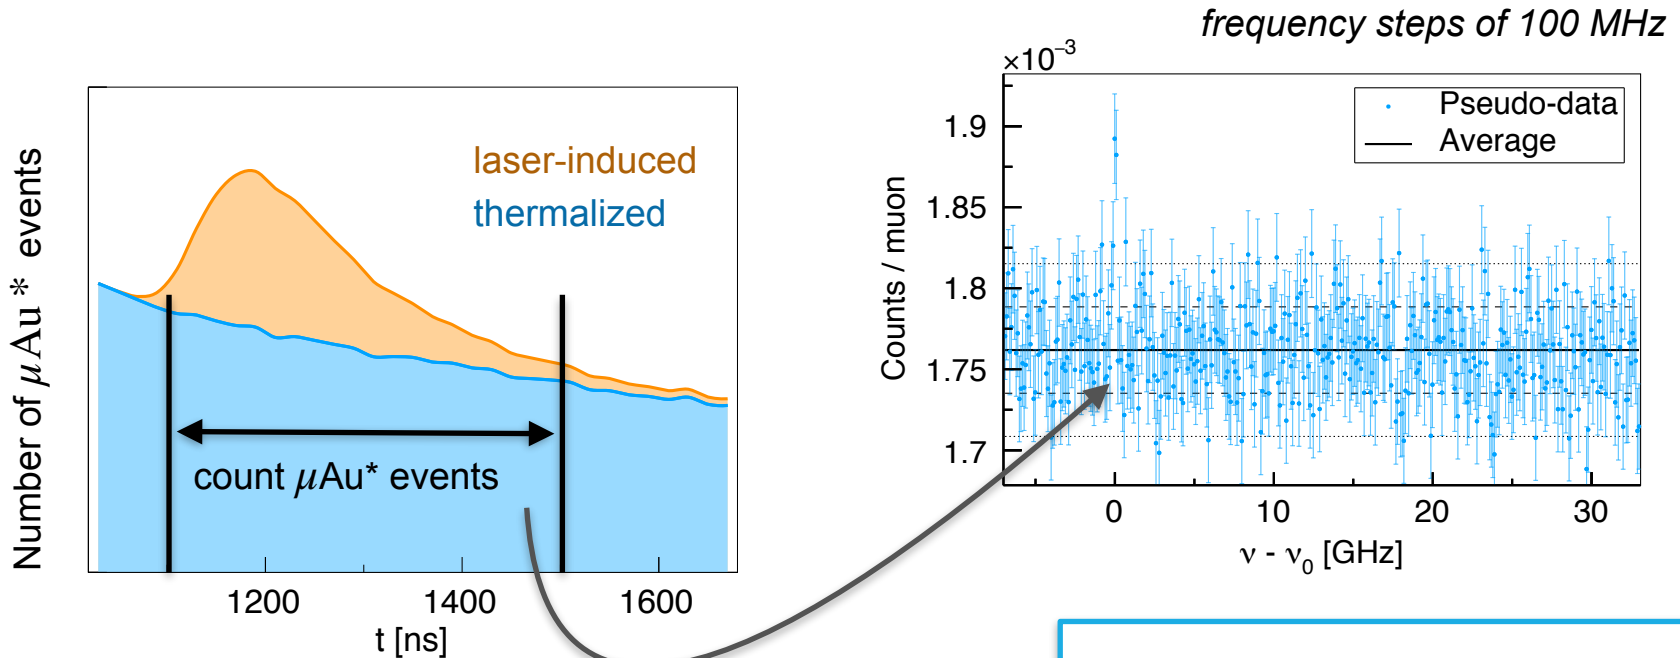 frequency steps of 100 MHz
Number of μAu* events
laser-induced
thermalized
count μAu* events
1200
1400
1600
t [ns]
×10⁻³
Pseudo-data
Average
1.9
1.85
1.8
1.75
1.7
Counts / muon
0
10
20
30
ν - ν₀ [GHz]